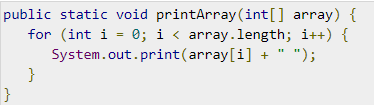 public static void printArray(int[] array) {
   for (int i = 0; i < array.length; i++) {
      System.out.print(array[i] + " ");
   }
}